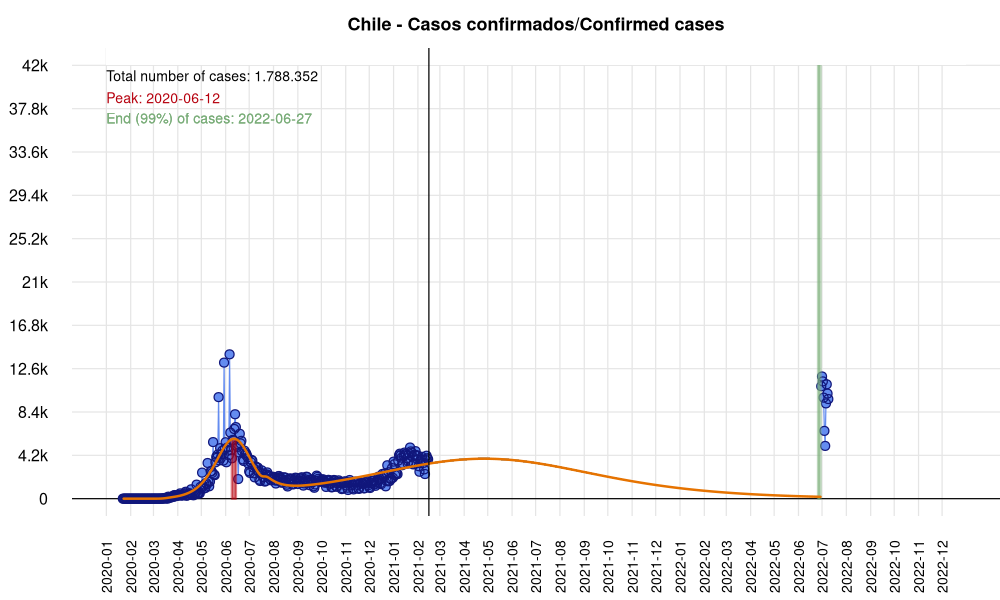 Chile - Casos confirmados/Confirmed cases
Total number of cases: 1.788.352
Peak: 2020-06-12
End (99%) of cases: 2022-06-27
42k
37.8k
33.6k
29.4k
25.2k
21k
16.8k
12.6k
8.4k
4.2k
0
2020-01
2020-02
2020-03
2020-04
2020-05
2020-06
2020-07
2020-08
2020-09
2020-10
2020-11
2020-12
2021-01
2021-02
2021-03
2021-04
2021-05
2021-06
2021-07
2021-08
2021-09
2021-10
2021-11
2021-12
2022-01
2022-02
2022-03
2022-04
2022-05
2022-06
2022-07
2022-08
2022-09
2022-10
2022-11
2022-12